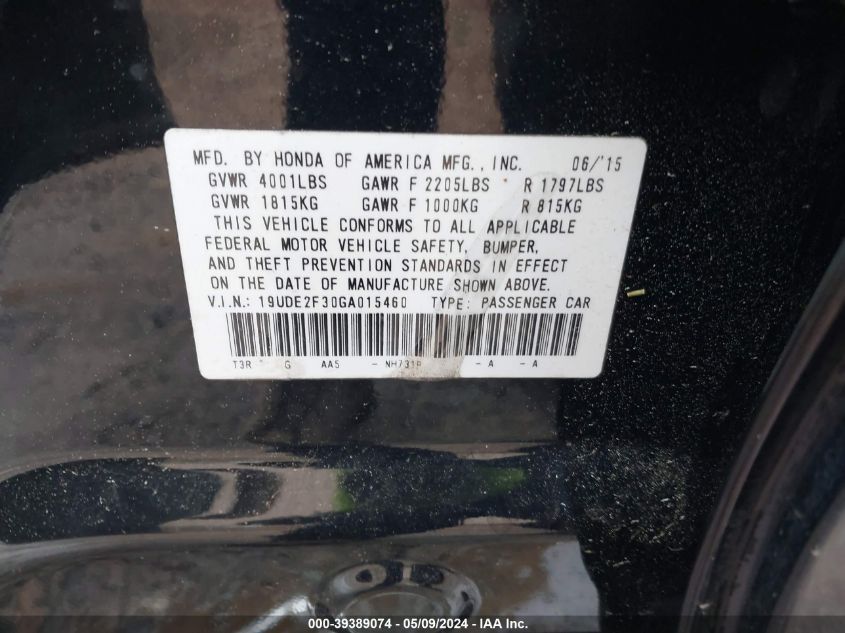 MFD. BY HONDA OF AMERICA MFG., INC. 06/'15
GVWR 4001LBS GAWR F 2205LBS R 1797LBS
GVWR 1815KG GAWR F 1000KG R 815KG
THIS VEHICLE CONFORMS TO ALL APPLICABLE
FEDERAL MOTOR VEHICLE SAFETY, BUMPER,
AND THEFT PREVENTION STANDARDS IN EFFECT
ON THE DATE OF MANUFACTURE SHOWN ABOVE.
V.I.N.: 19UDE2F30GA015460 TYPE: PASSENGER CAR
T3R G AA5 - NH731P -A -A
000-39389074 / 05/09/2024 / IAA Inc.